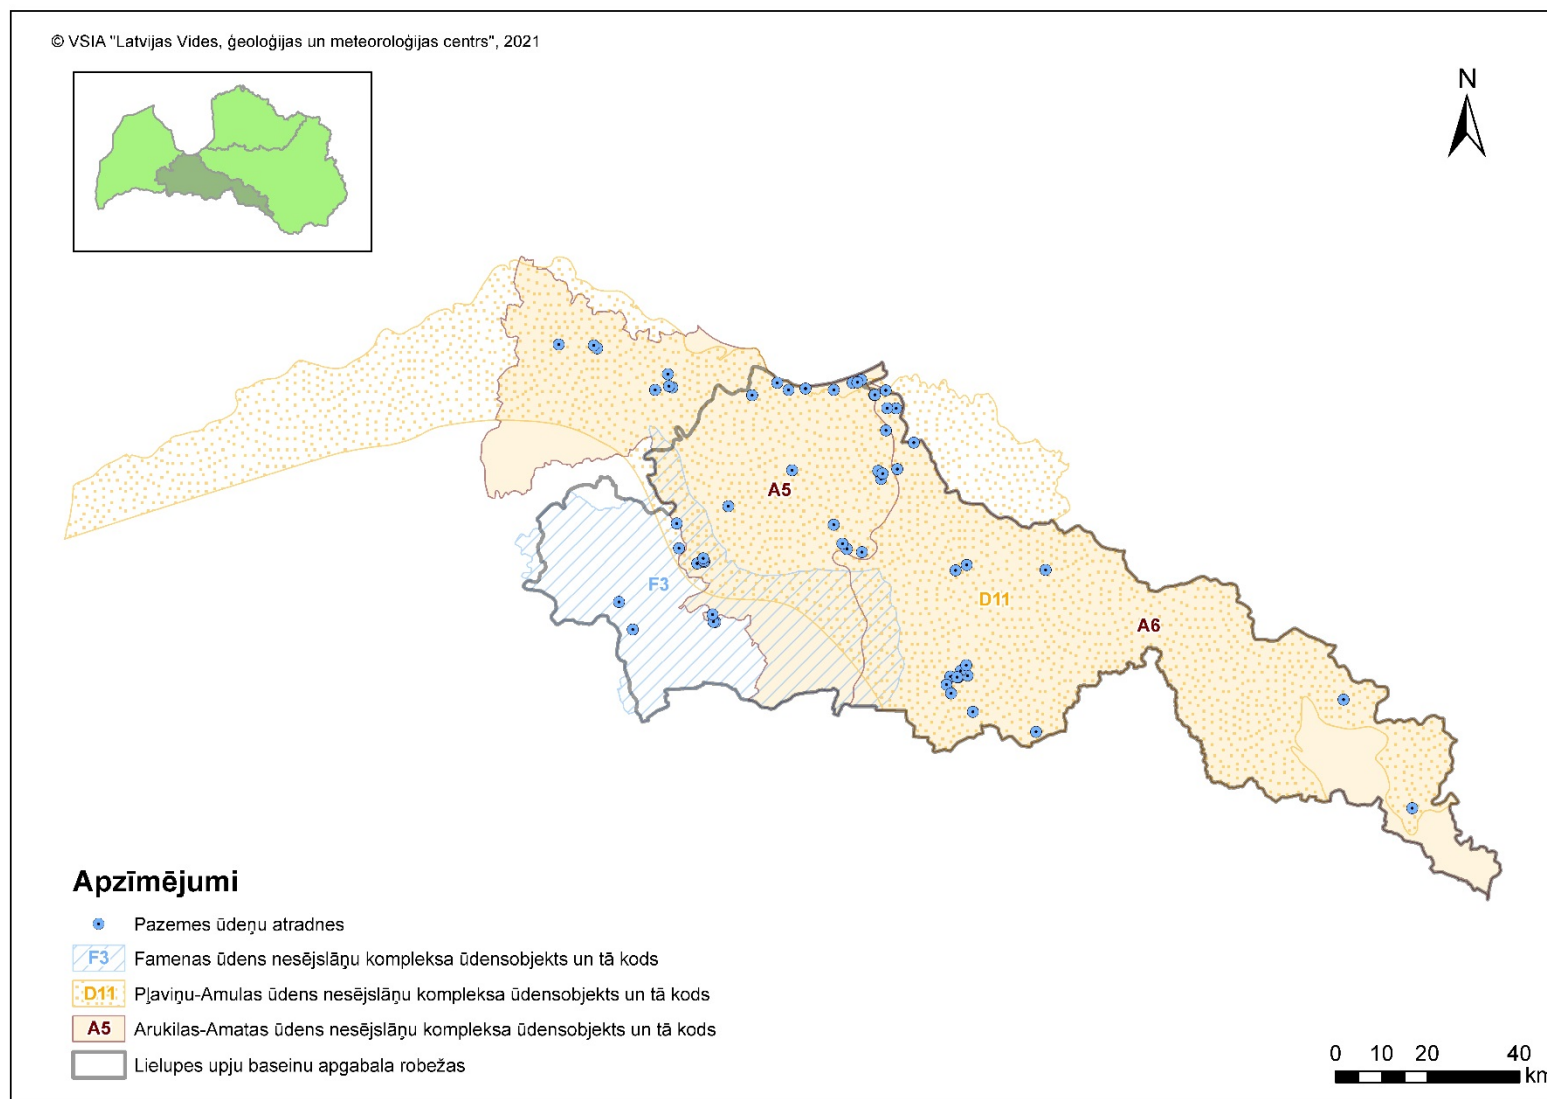 © VSIA "Latvijas Vides, ģeoloģijas un meteoroloģijas centrs", 2021
N
A5
F3
D11
A6
Apzīmējumi
Pazemes ūdeņu atradnes
F3 Famenas ūdens nesējslāņu kompleksa ūdensobjekts un tā kods
D11 Pļaviņu-Amulas ūdens nesējslāņu kompleksa ūdensobjekts un tā kods
A5 Arukilas-Amatas ūdens nesējslāņu kompleksa ūdensobjekts un tā kods
Lielupes upju baseinu apgabala robežas
0 10 20 40
km